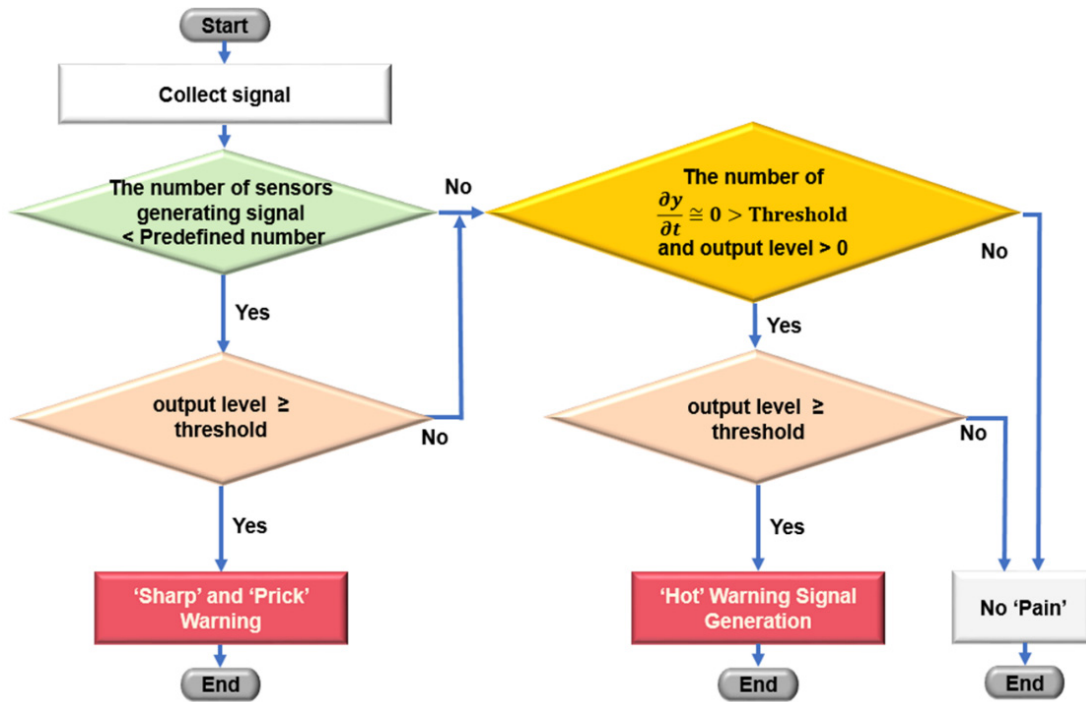 Start
Collect signal
The number of sensors
generating signal
< Predefined number
No
Yes
output level ≥
threshold
No
Yes
‘Sharp’ and ‘Prick’
Warning
End
The number of
∂y/∂t ≅ 0 > Threshold
and output level > 0
No
Yes
output level ≥
threshold
No
Yes
‘Hot’ Warning Signal
Generation
End
No ‘Pain’
End